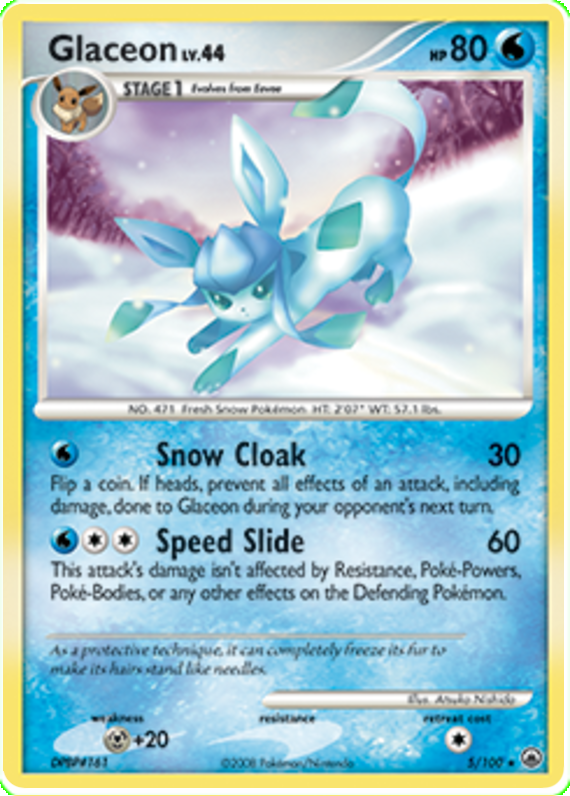 Glaceon LV.44 HP 80
STAGE 1 Evolves from Eevee
NO. 471 Fresh Snow Pokémon HT: 2'07" WT: 57.1 lbs.
Snow Cloak 30
Flip a coin. If heads, prevent all effects of an attack, including
damage, done to Glaceon during your opponent's next turn.
Speed Slide 60
This attack's damage isn't affected by Resistance, Poké-Powers,
Poké-Bodies, or any other effects on the Defending Pokémon.
As a protective technique, it can completely freeze its fur to
make its hairs stand like needles.
Illus. Atsuko Nishida
weakness resistance retreat cost
+20
DPBP#161 ©2008 Pokémon/Nintendo 5/100 ★